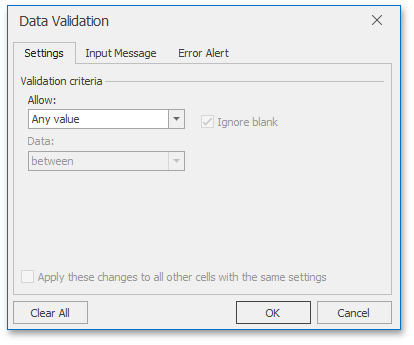 Data Validation
Settings Input Message Error Alert
Validation criteria
Allow:
Any value Ignore blank
Data:
between
Apply these changes to all other cells with the same settings
Clear All OK Cancel